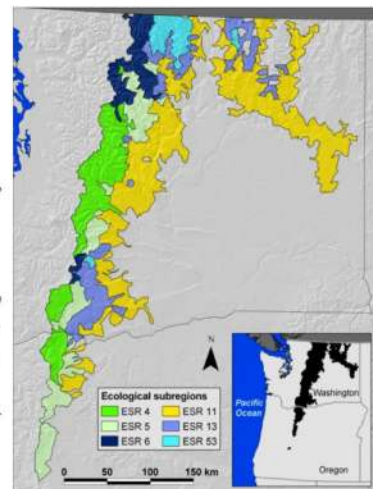 N
Ecological subregions
ESR 4 ESR 11
ESR 5 ESR 13
ESR 6 ESR 53
0 50 100 150 km
Pacific
Ocean
Washington
Oregon